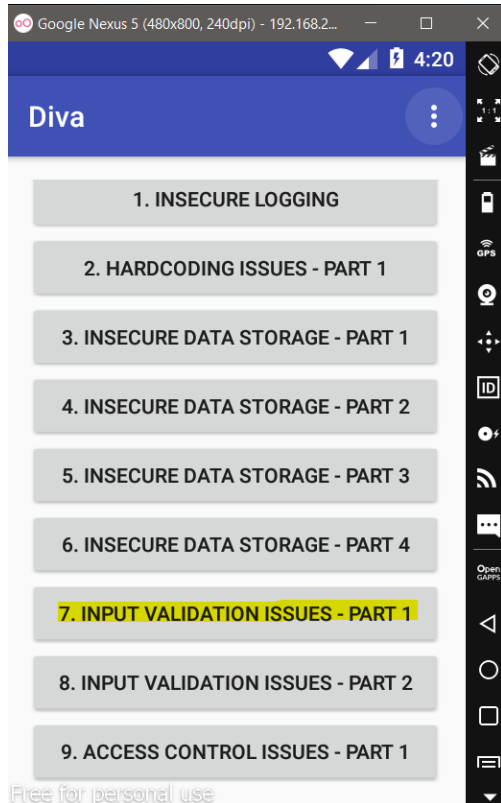 Google Nexus 5 (480x800, 240dpi) - 192.168.2...
4:20
Diva
1:1
1. INSECURE LOGGING
2. HARDCODING ISSUES - PART 1
GPS
3. INSECURE DATA STORAGE - PART 1
4. INSECURE DATA STORAGE - PART 2
ID
5. INSECURE DATA STORAGE - PART 3
6. INSECURE DATA STORAGE - PART 4
Open
GAPPS
7. INPUT VALIDATION ISSUES - PART 1
8. INPUT VALIDATION ISSUES - PART 2
9. ACCESS CONTROL ISSUES - PART 1
Free for personal use